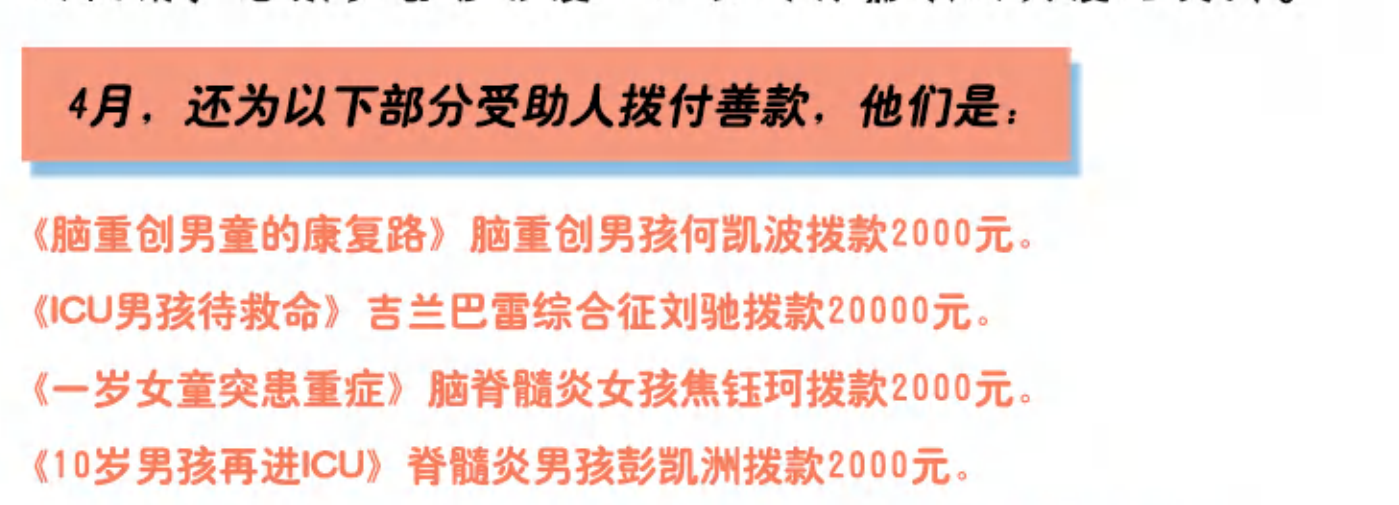 4月，还为以下部分受助人拨付善款，他们是：
《脑重创男童的康复路》脑重创男孩何凯波拨款2000元。
《ICU男孩待救命》吉兰巴雷综合征刘驰拨款20000元。
《一岁女童突患重症》脑脊髓炎女孩焦钰珂拨款2000元。
《10岁男孩再进ICU》脊髓炎男孩彭凯洲拨款2000元。